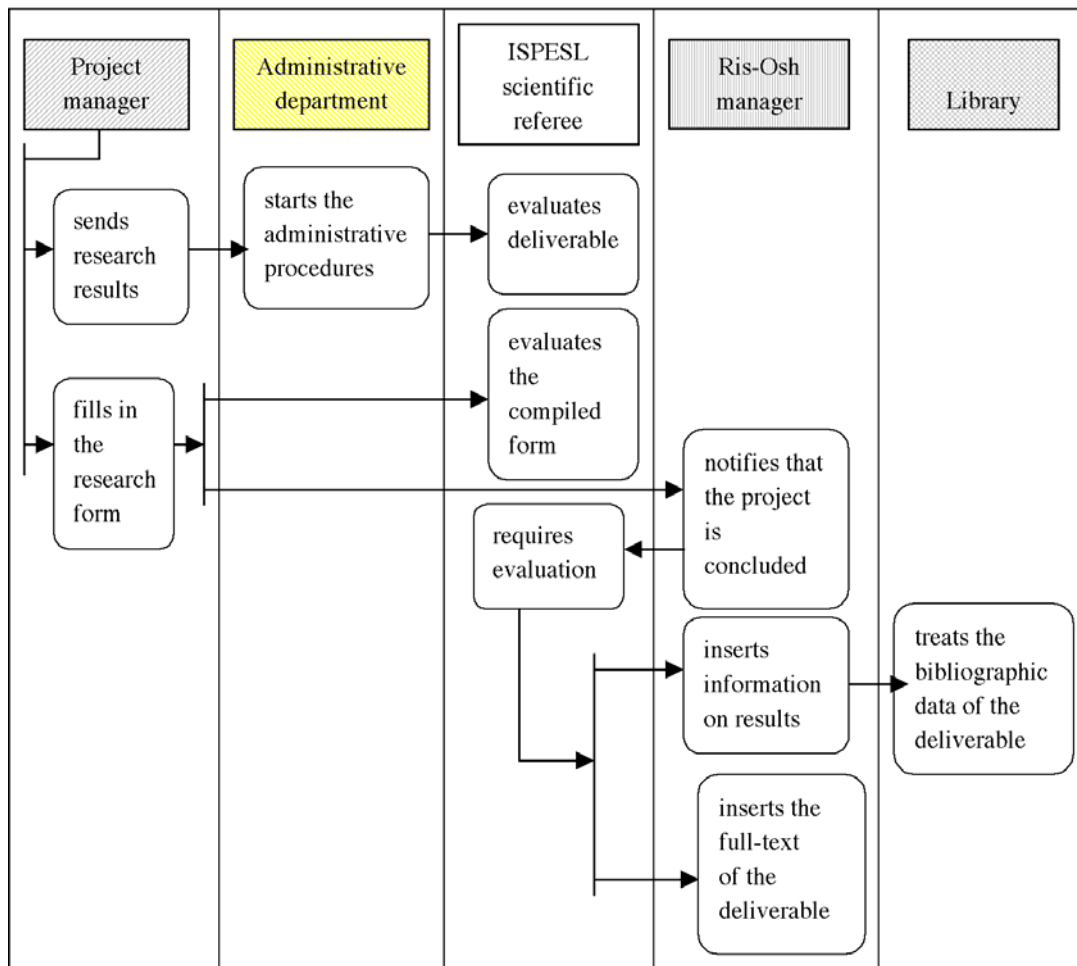 Project
manager
Administrative
department
ISPESL
scientific
referee
Ris-Osh
manager
Library
sends
research
results
starts the
administrative
procedures
evaluates
deliverable
fills in
the
research
form
evaluates
the
compiled
form
notifies that
the project
is
concluded
requires
evaluation
inserts
information
on results
treats the
bibliographic
data of the
deliverable
inserts the
full-text
of the
deliverable